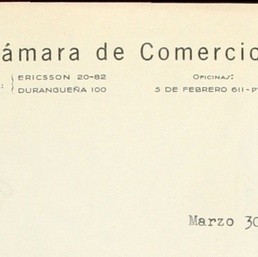 ámara de Comercio
ERICSSON 20-82
DURANGUEÑA 100
OFICINAS:
5 DE FEBRERO 611-P
Marzo 30